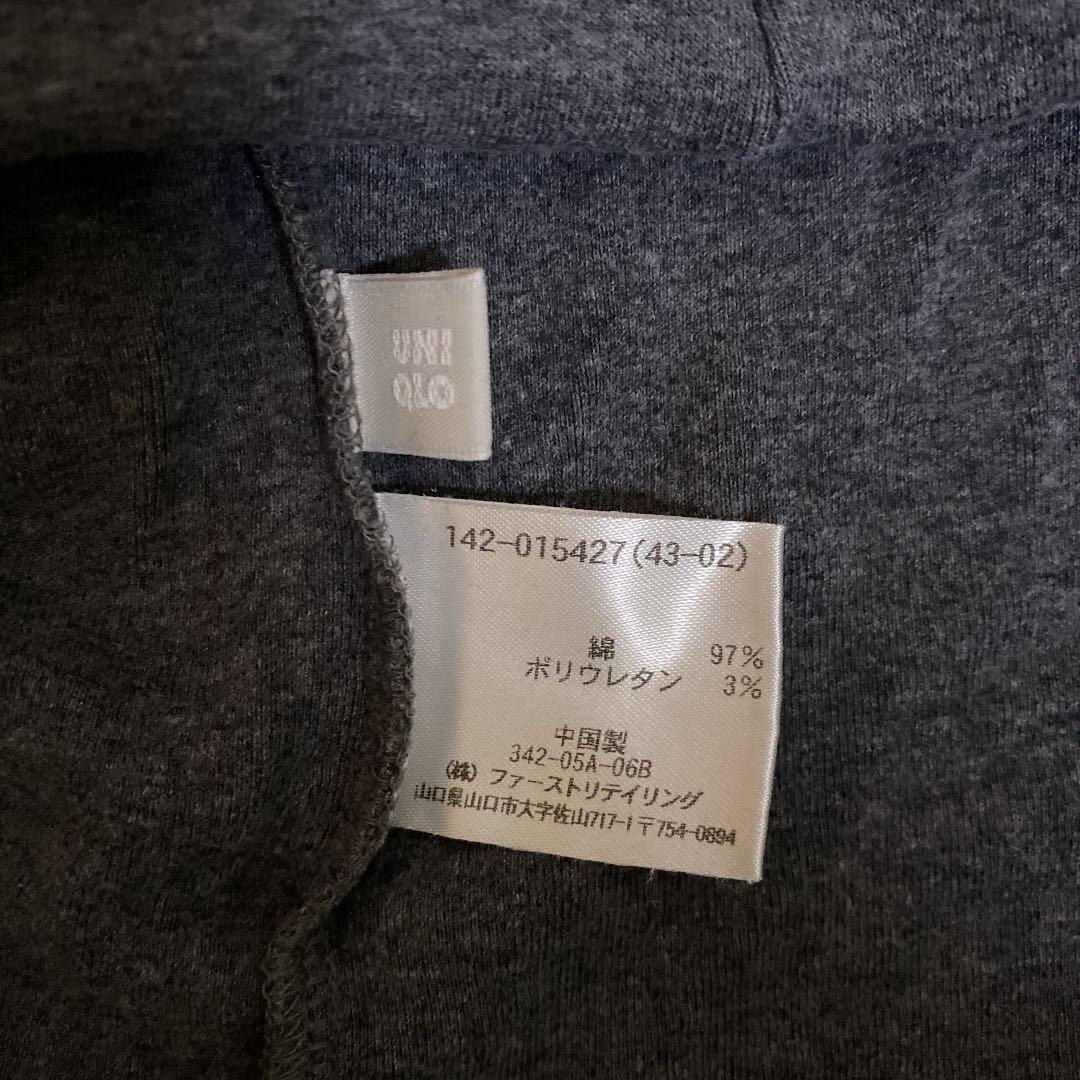 UNI
QLO
142-015427(43-02)
綿 97%
ポリウレタン 3%
中国製
342-05A-06B
(株) ファーストリテイリング
山口県山口市大字佐山717-1〒754-0894